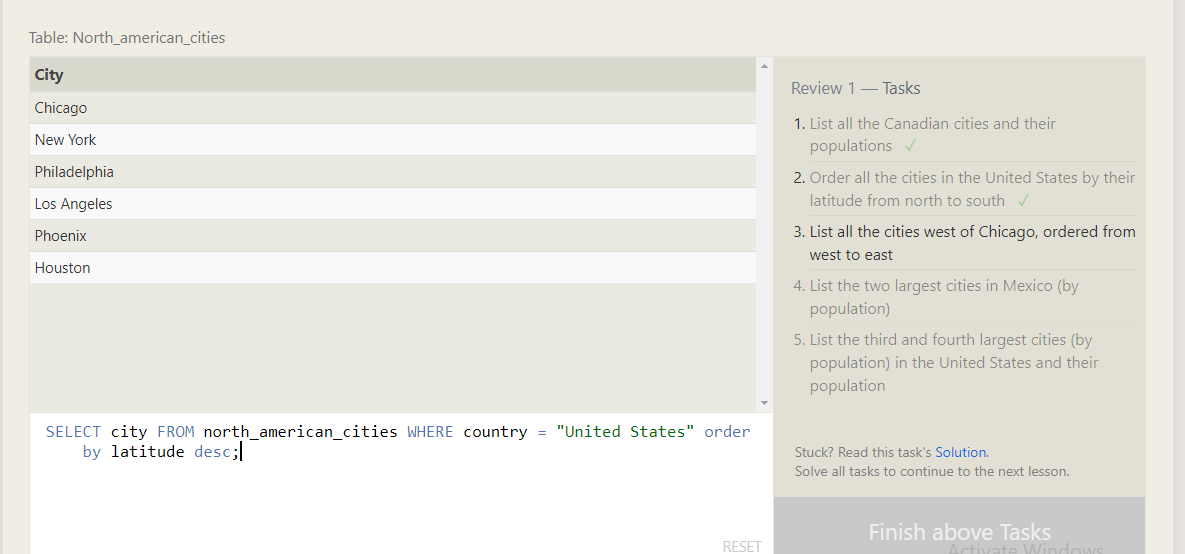 Table: North_american_cities
City
Chicago
New York
Philadelphia
Los Angeles
Phoenix
Houston
SELECT city FROM north_american_cities WHERE country = "United States" order
by latitude desc;
RESET
Review 1 — Tasks
1. List all the Canadian cities and their
populations ✓
2. Order all the cities in the United States by their
latitude from north to south ✓
3. List all the cities west of Chicago, ordered from
west to east
4. List the two largest cities in Mexico (by
population)
5. List the third and fourth largest cities (by
population) in the United States and their
population
Stuck? Read this task's Solution.
Solve all tasks to continue to the next lesson.
Finish above Tasks
Activate Windows